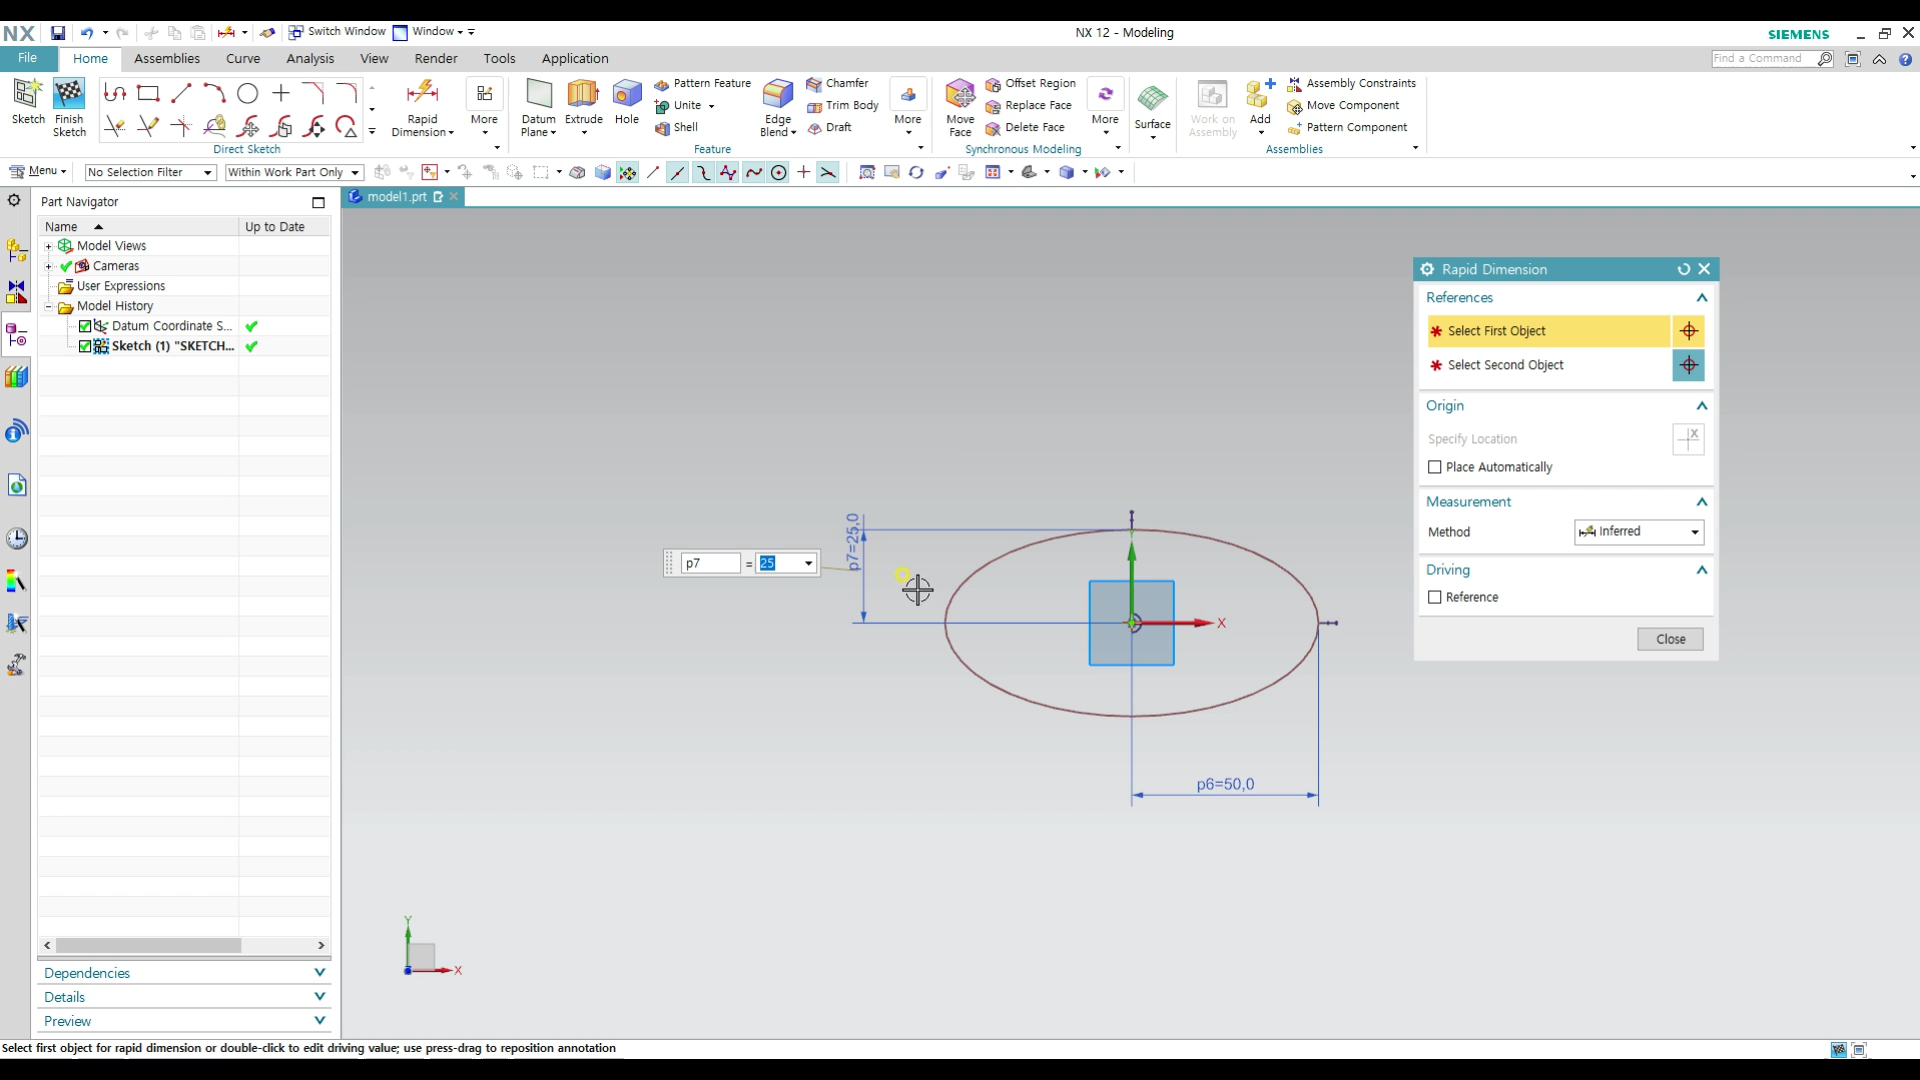 NX
Switch Window
Window
NX 12 - Modeling
SIEMENS
File
Home
Assemblies
Curve
Analysis
View
Render
Tools
Application
Find a Command
Sketch
Finish
Sketch
Direct Sketch
Rapid
Dimension
More
Datum
Plane
Extrude
Hole
Pattern Feature
Unite
Shell
Edge
Blend
Chamfer
Trim Body
Draft
More
Feature
Move
Face
Offset Region
Replace Face
Delete Face
More
Synchronous Modeling
Surface
Work on
Assembly
Add
Assembly Constraints
Move Component
Pattern Component
Assemblies
Menu
No Selection Filter
Within Work Part Only
Part Navigator
model1.prt
Name
Up to Date
Model Views
Cameras
User Expressions
Model History
Datum Coordinate S...
Sketch (1) "SKETCH...
Dependencies
Details
Preview
p7
=
25
p7=25,0
Y
X
p6=50,0
Y
X
Rapid Dimension
References
* Select First Object
* Select Second Object
Origin
Specify Location
Place Automatically
Measurement
Method
Inferred
Driving
Reference
Close
Select first object for rapid dimension or double-click to edit driving value; use press-drag to reposition annotation